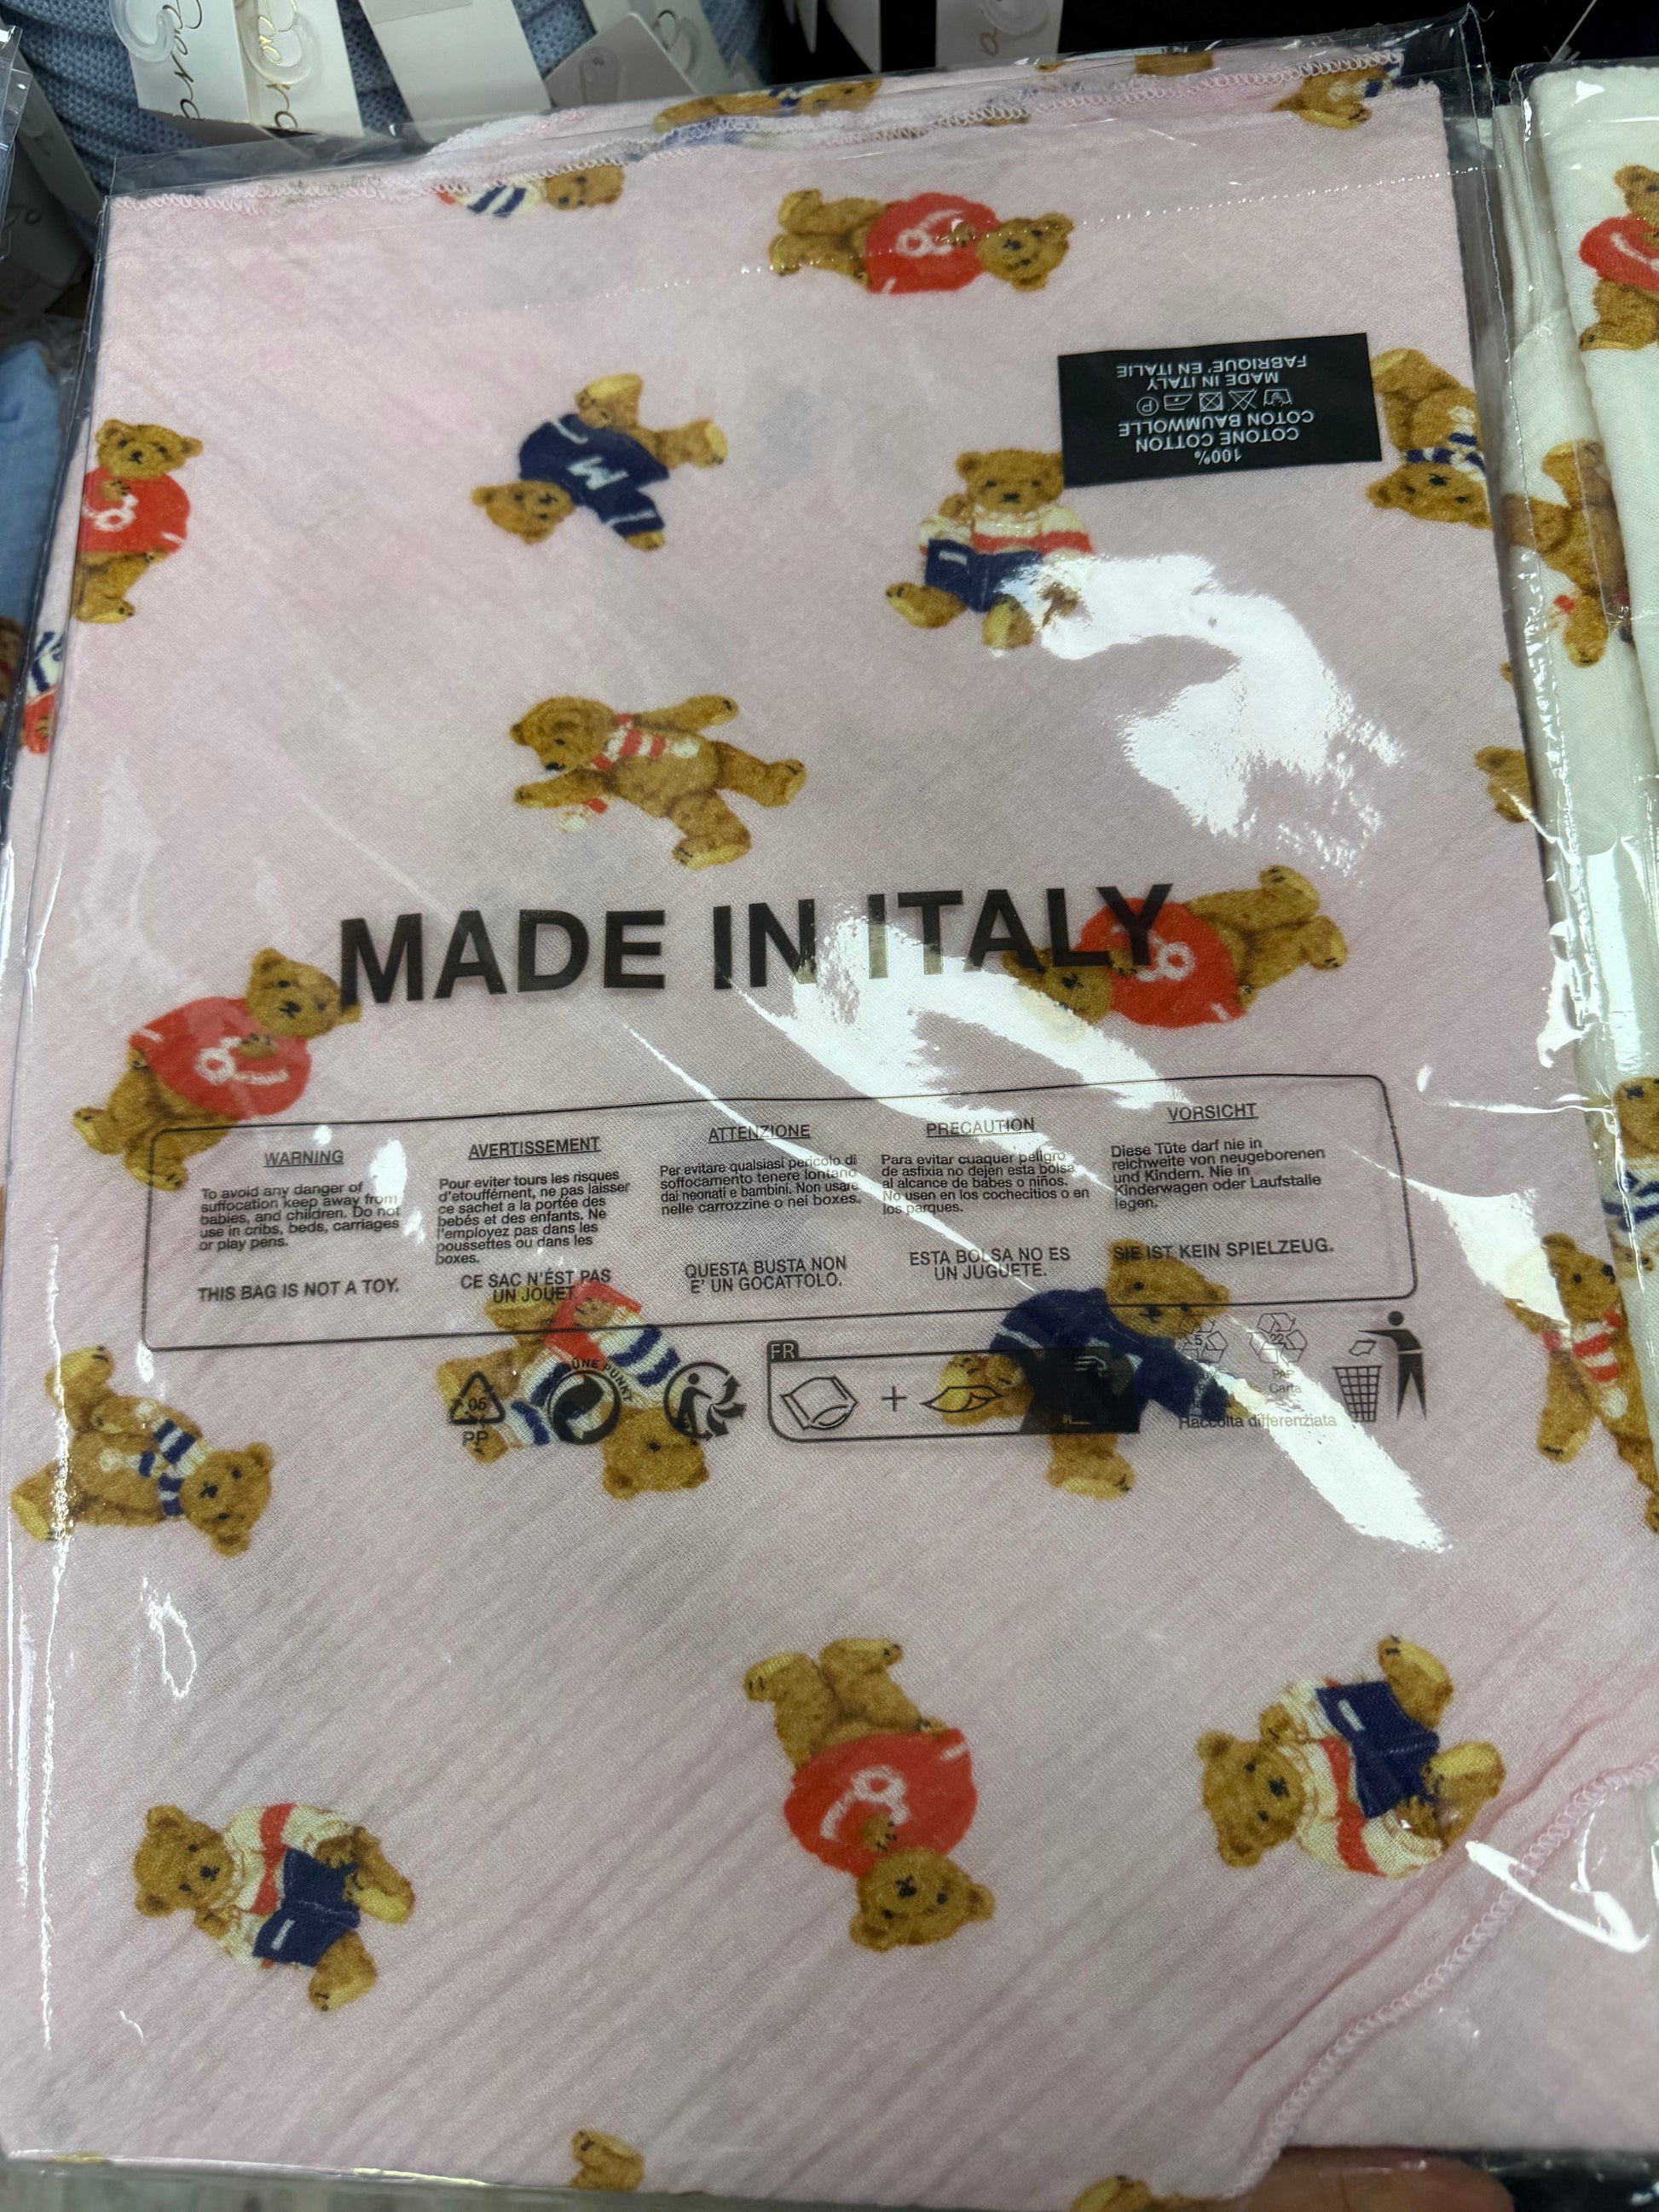 100%
COTONE COTTON
COTON BAUMWOLLE
MADE IN ITALY
FABRIQUE' EN ITALIE
M
MADE IN ITALY
WARNING
To avoid any danger of
suffocation keep away from
babies, and children. Do not
use in cribs, beds, carriages
or play pens.
THIS BAG IS NOT A TOY.
AVERTISSEMENT
Pour eviter tours les risques
d'etouffément, ne pas laisser
ce sachet a la portée des
bebés et des enfants. Ne
l'employez pas dans les
poussettes ou dans les
boxes.
CE SAC N'ÉST PAS
UN JOUET
ATTENZIONE
Per evitare qualsiasi pericolo di
soffocamento tenere lontano
dai neonati e bambini. Non usare
nelle carrozzine o nei boxes.
QUESTA BUSTA NON
E' UN GOCATTOLO.
PRECAUTION
Para evitar cuaquer peligro
de asfixia no dejen esta bolsa
al alcance de babes o niños.
No usen en los cochecitios o en
los parques.
ESTA BOLSA NO ES
UN JUGUETE.
VORSICHT
Diese Tüte darf nie in
reichweite von neugeborenen
und Kindern. Nie in
Kinderwagen oder Laufstalle
legen.
SIE IST KEIN SPIELZEUG.
05
PP
UNE PUNKT
FR
+
5
22
PAP
Carta
Raccolta differenziata